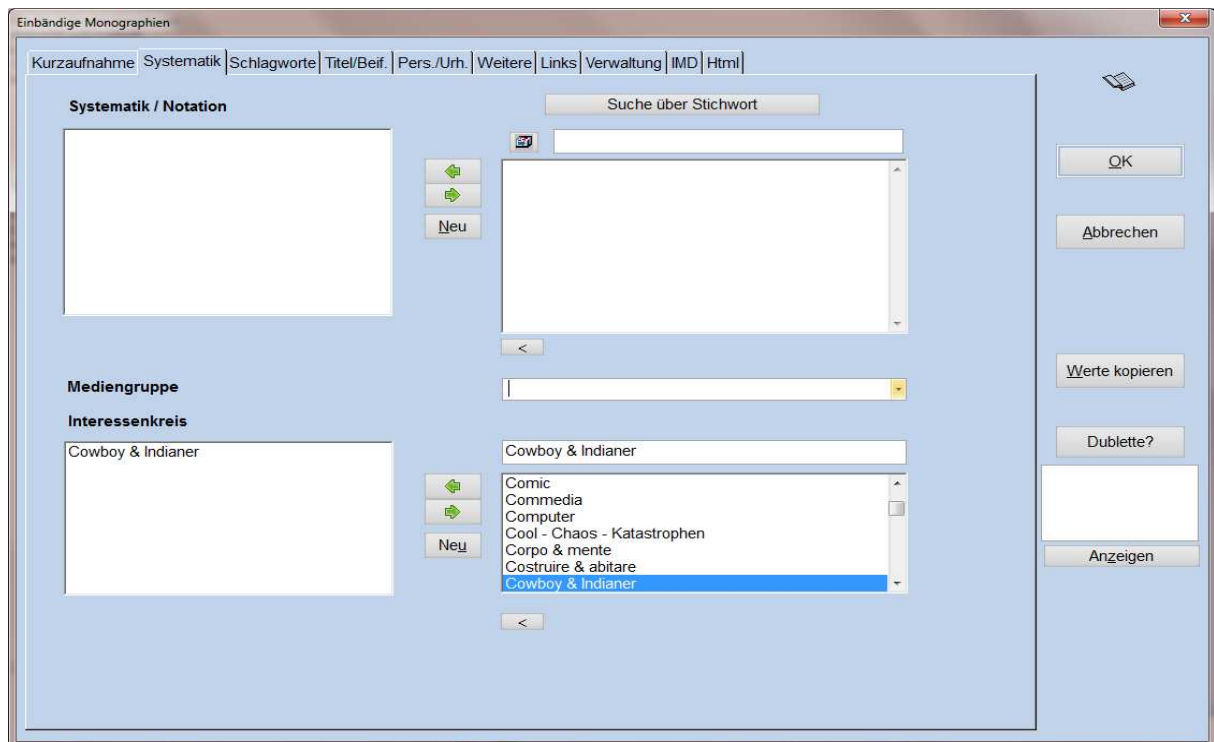 Einbändige Monographien
Kurzaufnahme Systematik Schlagworte Titel/Beif. Pers./Urh. Weitere Links Verwaltung IMD Html
Systematik / Notation
Suche über Stichwort
Neu
<
OK
Abbrechen
Werte kopieren
Dublette?
Anzeigen
Mediengruppe
Interessenkreis
Cowboy & Indianer
Neu
Cowboy & Indianer
Comic
Commedia
Computer
Cool - Chaos - Katastrophen
Corpo & mente
Costruire & abitare
Cowboy & Indianer
<